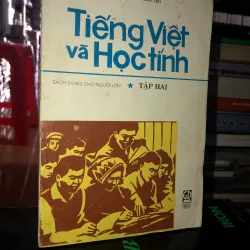 Tiếng Việt
và Học tính
SÁCH DÙNG CHO NGƯỜI LỚN ★ TẬP HAI